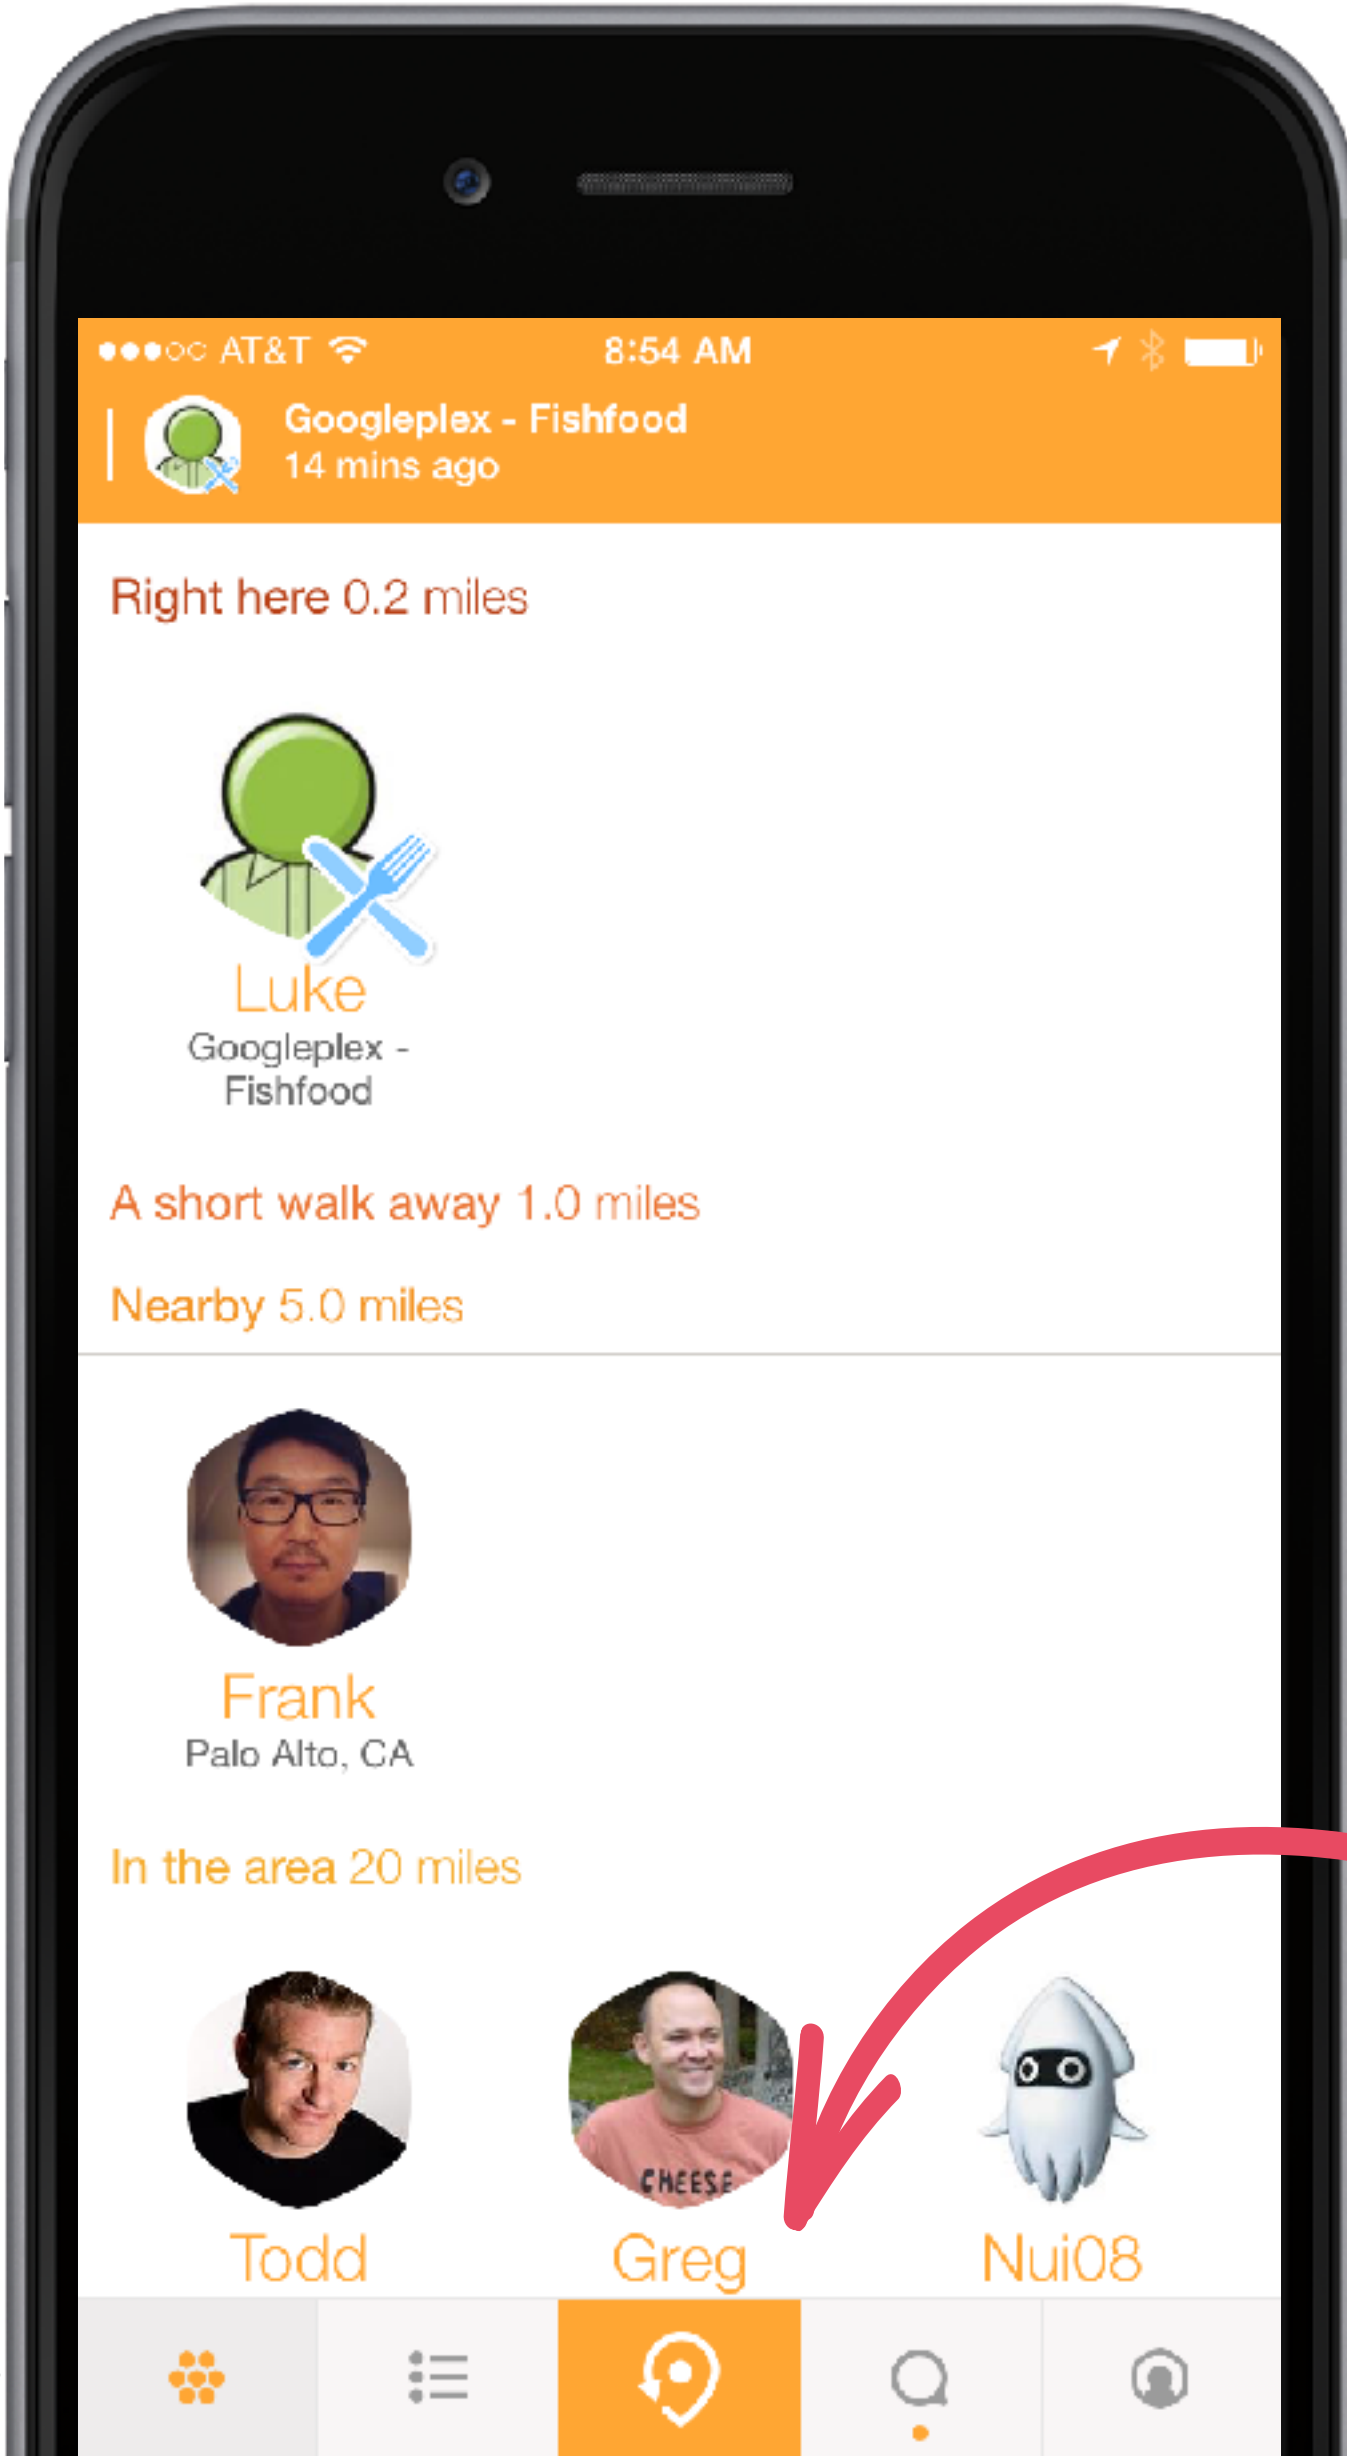 AT&T 8:54 AM
Googleplex - Fishfood
14 mins ago
Right here 0.2 miles
Luke
Googleplex -
Fishfood
A short walk away 1.0 miles
Nearby 5.0 miles
Frank
Palo Alto, CA
In the area 20 miles
CHEESE
Todd Greg Nui08